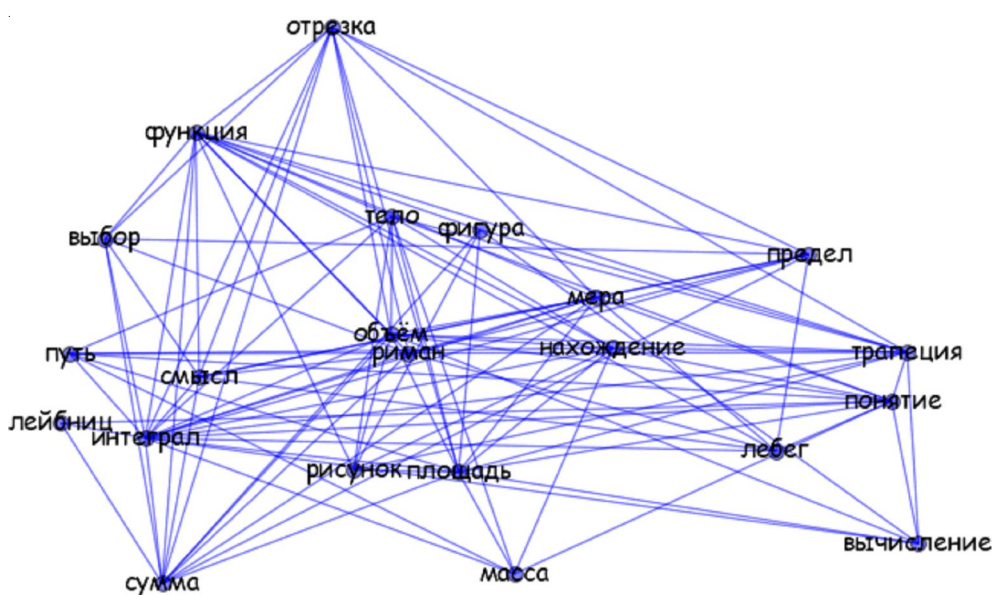 отрезка
функция
тело
фигура
выбор
предел
мера
объём
риман
нахождение
путь
трапеция
смысл
понятие
лейбниц
интеграл
лебег
рисунок
площадь
вычисление
масса
сумма